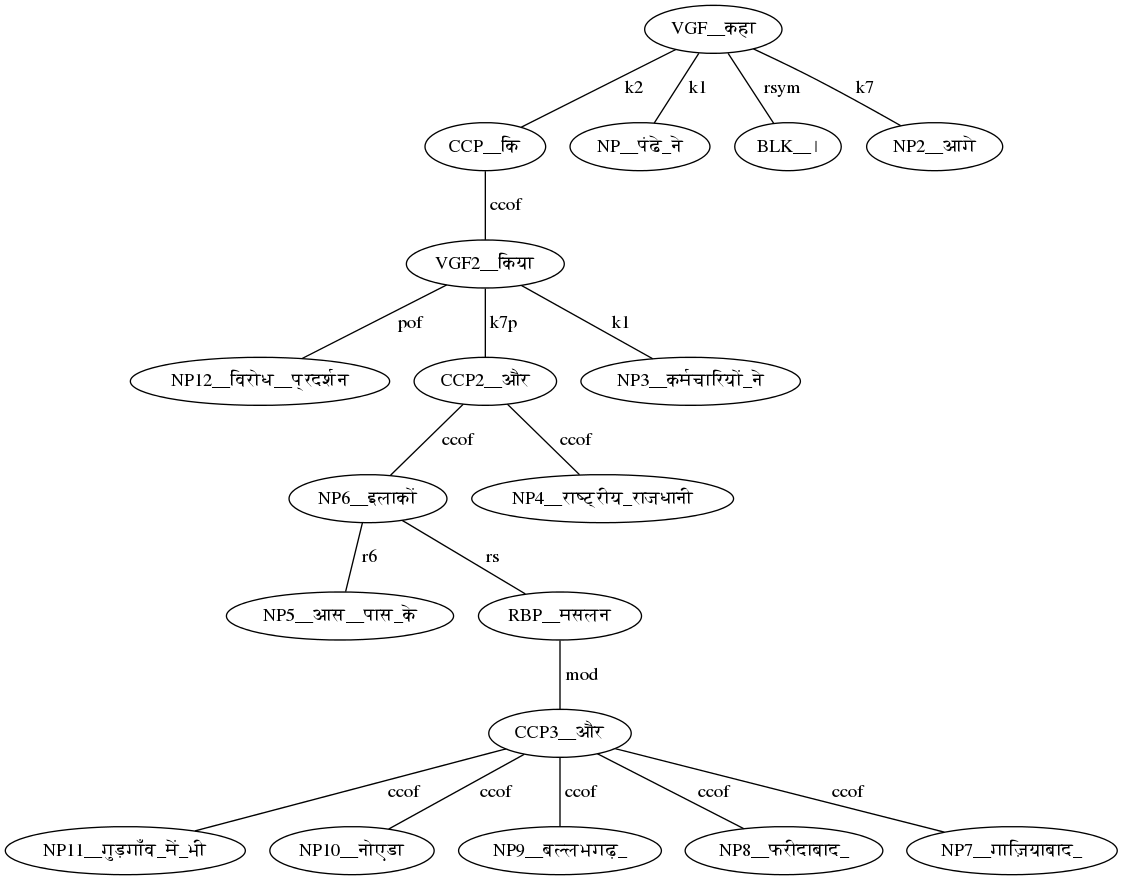 VGF__कहा
k2 k1 rsym k7
CCP__कि NP__पंढे_ने BLK__। NP2__आगे
ccof
VGF2__किया
pof k7p k1
NP12__विरोध__प्रदर्शन CCP2__और NP3__कर्मचारियों_ने
ccof ccof
NP6__इलाकों NP4__राष्ट्रीय_राजधानी
r6 rs
NP5__आस__पास_के RBP__मसलन
mod
CCP3__और
ccof ccof ccof ccof ccof
NP11__गुड़गाँव_में_भी NP10__नोएडा NP9__बल्लभगढ़_ NP8__फरीदाबाद_ NP7__गाज़ियाबाद_